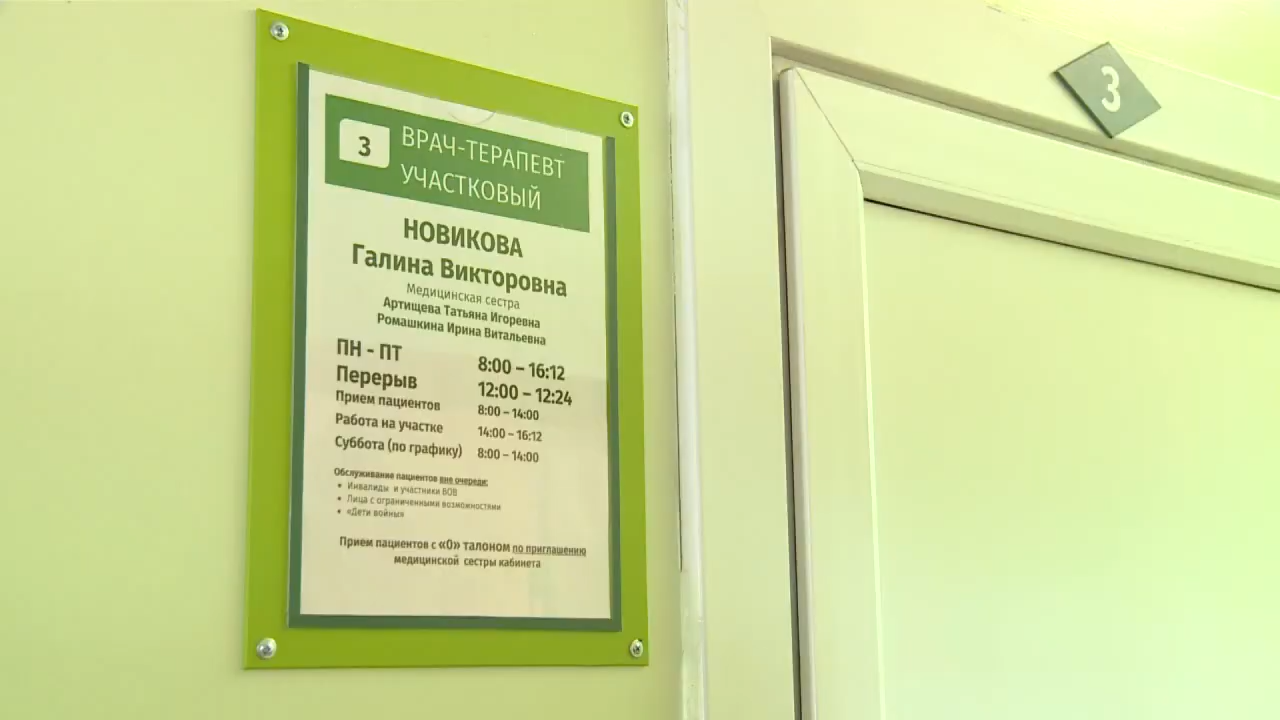 3
ВРАЧ-ТЕРАПЕВТ
УЧАСТКОВЫЙ
НОВИКОВА
Галина Викторовна
Медицинская сестра
Артищева Татьяна Игоревна
Ромашкина Ирина Витальевна
ПН - ПТ 8:00 – 16:12
Перерыв 12:00 – 12:24
Прием пациентов 8:00 – 14:00
Работа на участке 14:00 – 16:12
Суббота (по графику) 8:00 – 14:00
Обслуживание пациентов вне очереди:
• Инвалиды и участники ВОВ
• Лица с ограниченными возможностями
• «Дети войны»
Прием пациентов с «0» талоном по приглашению
медицинской сестры кабинета
3